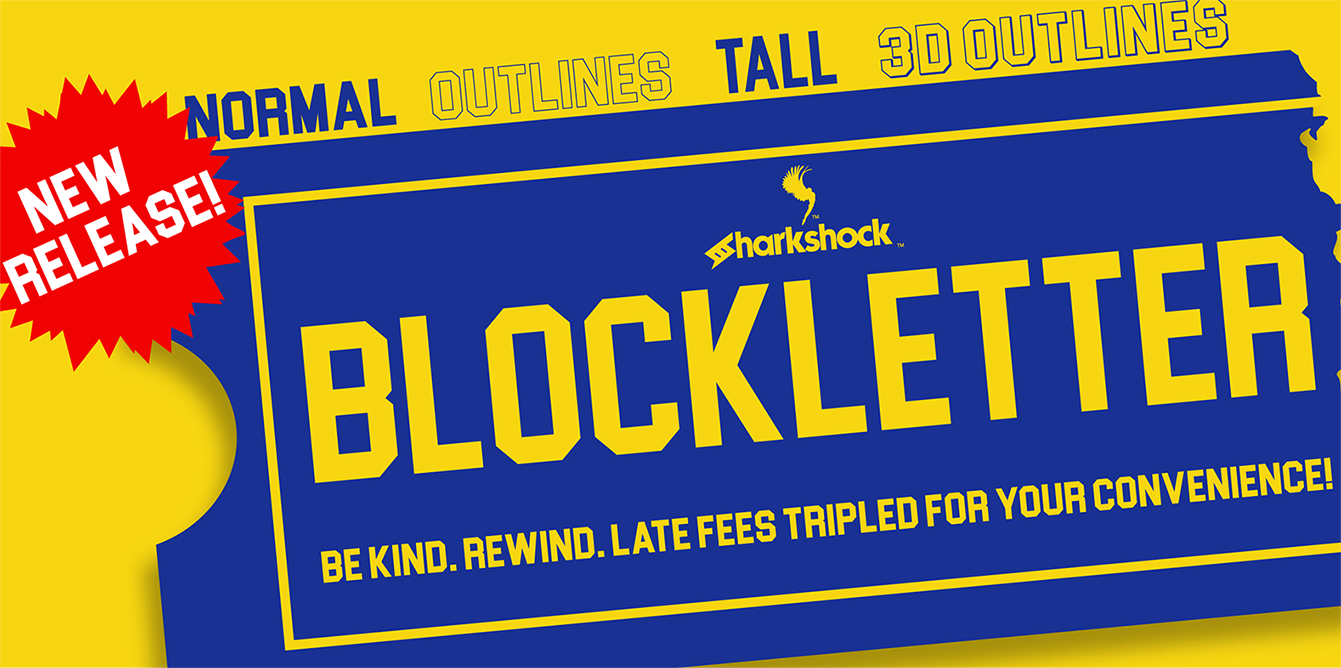 NORMAL OUTLINES TALL 3D OUTLINES
NEW
RELEASE!
Sharkshock™
BLOCKLETTER
BE KIND. REWIND. LATE FEES TRIPLED FOR YOUR CONVENIENCE!